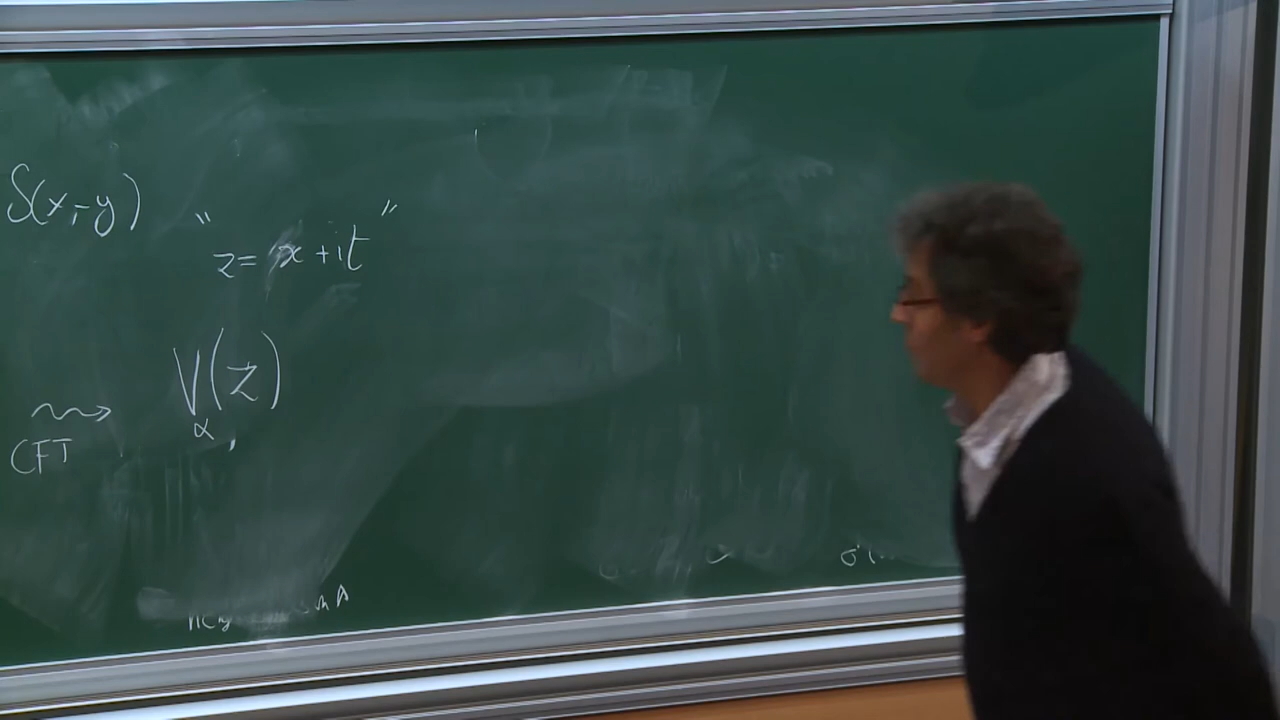 δ(x-y)
" z = x + it "
⇝ V_α(z)
CFT